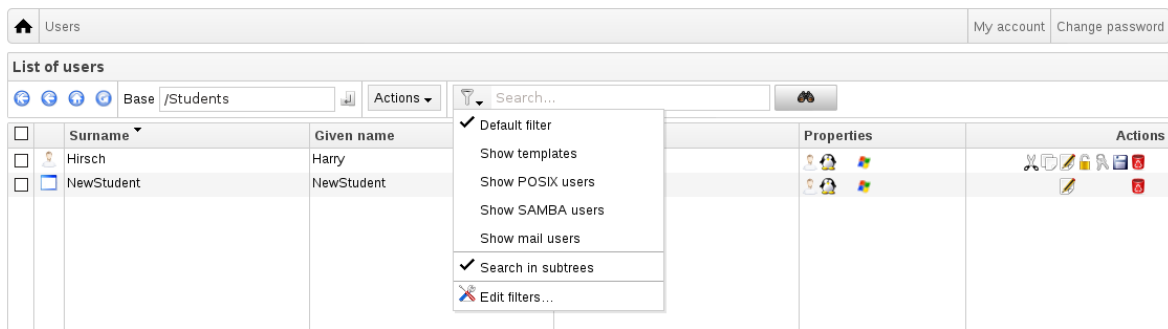 Users My account Change password
List of users
Base /Students Actions Search...
Surname Given name Properties Actions
Hirsch Harry
NewStudent NewStudent
Default filter
Show templates
Show POSIX users
Show SAMBA users
Show mail users
Search in subtrees
Edit filters...